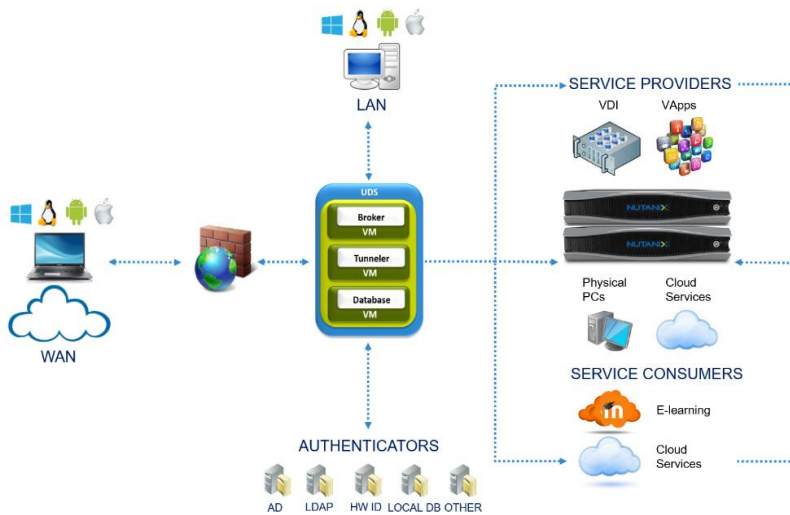 LAN
WAN
UDS
Broker
VM
Tunneler
VM
Database
VM
AUTHENTICATORS
AD
LDAP
HW ID
LOCAL DB
OTHER
SERVICE PROVIDERS
VDI
VApps
NUTANIX
NUTANIX
Physical
PCs
Cloud
Services
SERVICE CONSUMERS
m
E-learning
Cloud
Services